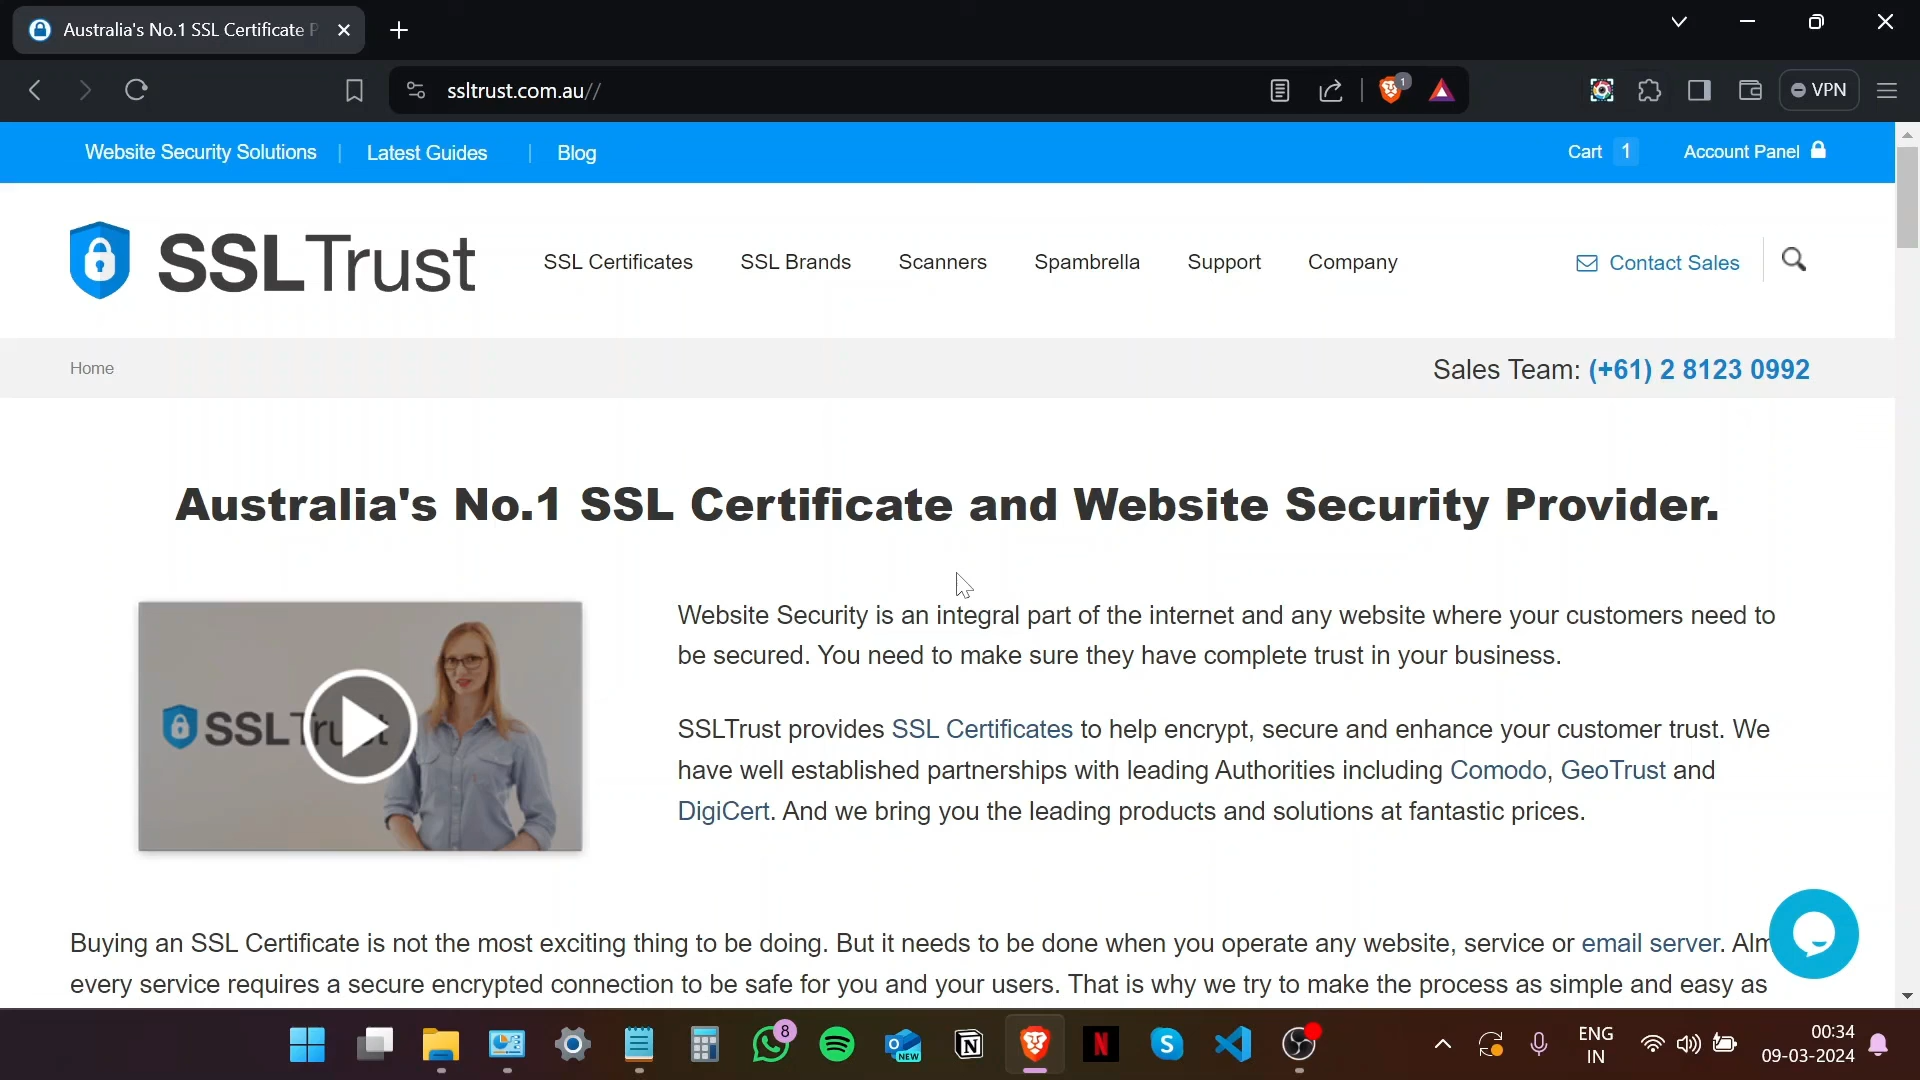 Australia's No.1 SSL Certificate P
ssltrust.com.au//
1
VPN
Website Security Solutions | Latest Guides | Blog
Cart 1 Account Panel
SSLTrust
SSL Certificates SSL Brands Scanners Spambrella Support Company
Contact Sales
Home
Sales Team: (+61) 2 8123 0992
Australia's No.1 SSL Certificate and Website Security Provider.
Website Security is an integral part of the internet and any website where your customers need to
be secured. You need to make sure they have complete trust in your business.
SSLTrust
SSLTrust provides SSL Certificates to help encrypt, secure and enhance your customer trust. We
have well established partnerships with leading Authorities including Comodo, GeoTrust and
DigiCert. And we bring you the leading products and solutions at fantastic prices.
Buying an SSL Certificate is not the most exciting thing to be doing. But it needs to be done when you operate any website, service or email server. Alm
every service requires a secure encrypted connection to be safe for you and your users. That is why we try to make the process as simple and easy as
8
NEW
N
N
S
ENG
IN
00:34
09-03-2024